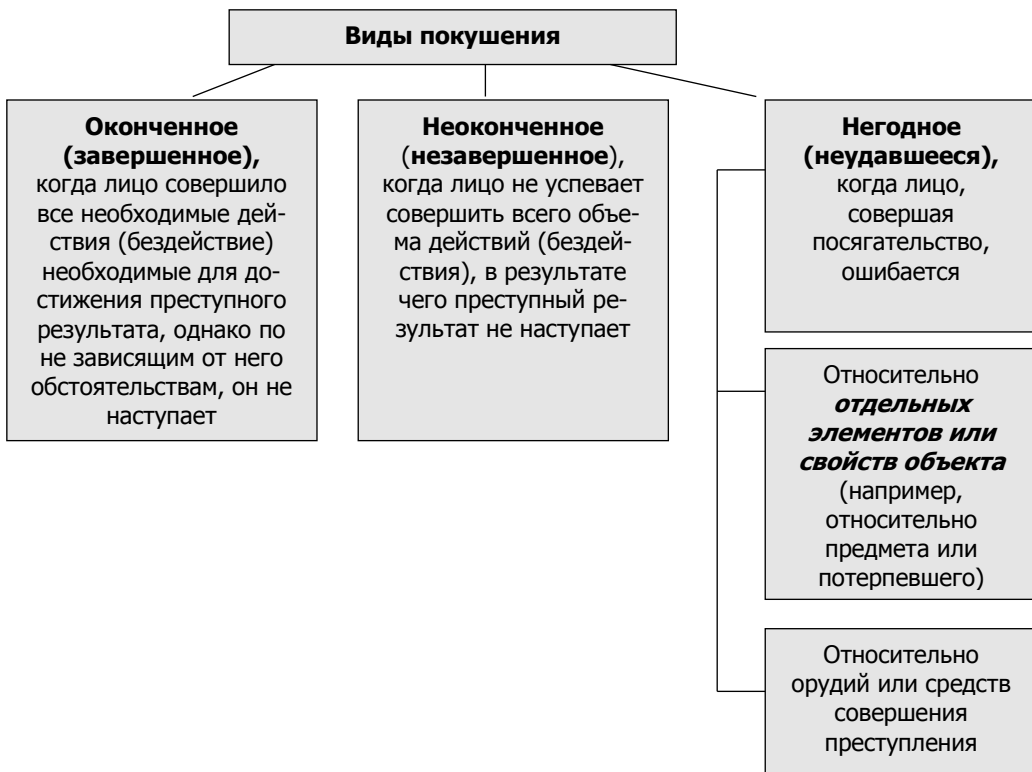 Виды покушения
Оконченное
(завершенное),
когда лицо совершило
все необходимые дей-
ствия (бездействие)
необходимые для до-
стижения преступного
результата, однако по
не зависящим от него
обстоятельствам, он не
наступает
Неоконченное
(незавершенное),
когда лицо не успевает
совершить всего объе-
ма действий (бездей-
ствия), в результате
чего преступный ре-
зультат не наступает
Негодное
(неудавшееся),
когда лицо,
совершая
посягательство,
ошибается
Относительно
отдельных
элементов или
свойств объекта
(например,
относительно
предмета или
потерпевшего)
Относительно
орудий или средств
совершения
преступления